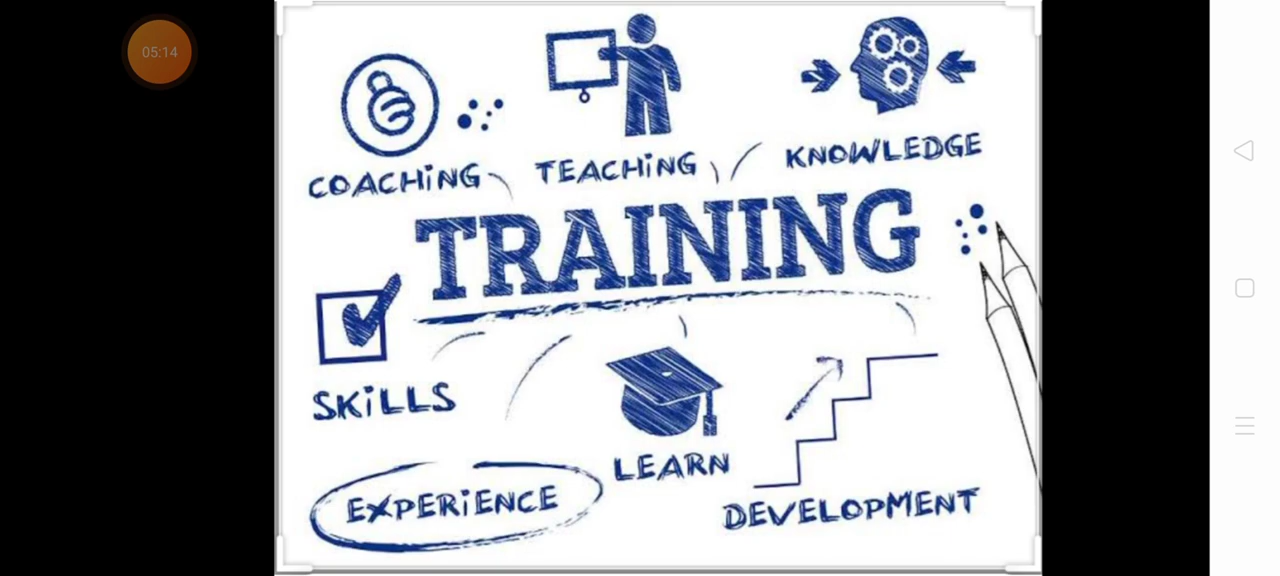 05:14
COACHiNG
TEACHiNG
KNOWLEDGE
TRAINING
SKiLLS
LEARN
EXPERiENCE
DEVELOPMENT